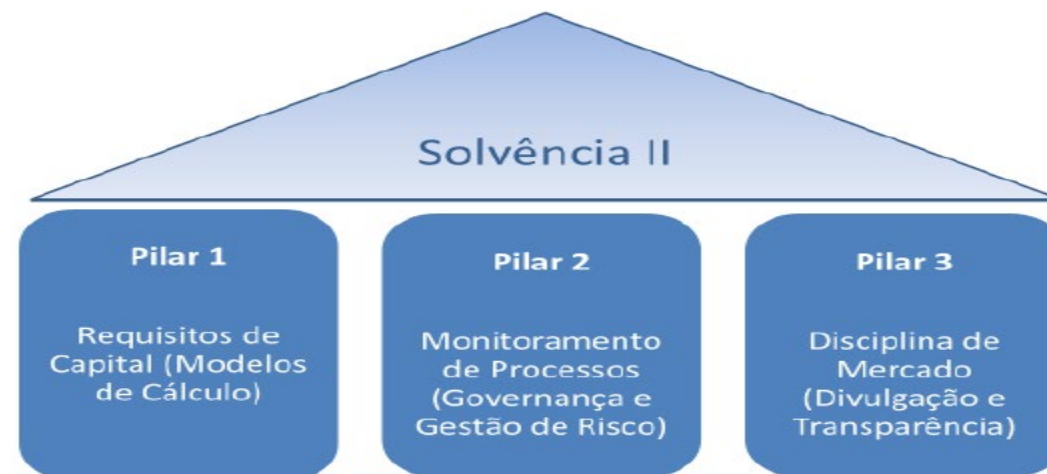 Solvência II
Pilar 1
Requisitos de
Capital (Modelos
de Cálculo)
Pilar 2
Monitoramento
de Processos
(Governança e
Gestão de Risco)
Pilar 3
Disciplina de
Mercado
(Divulgação e
Transparência)